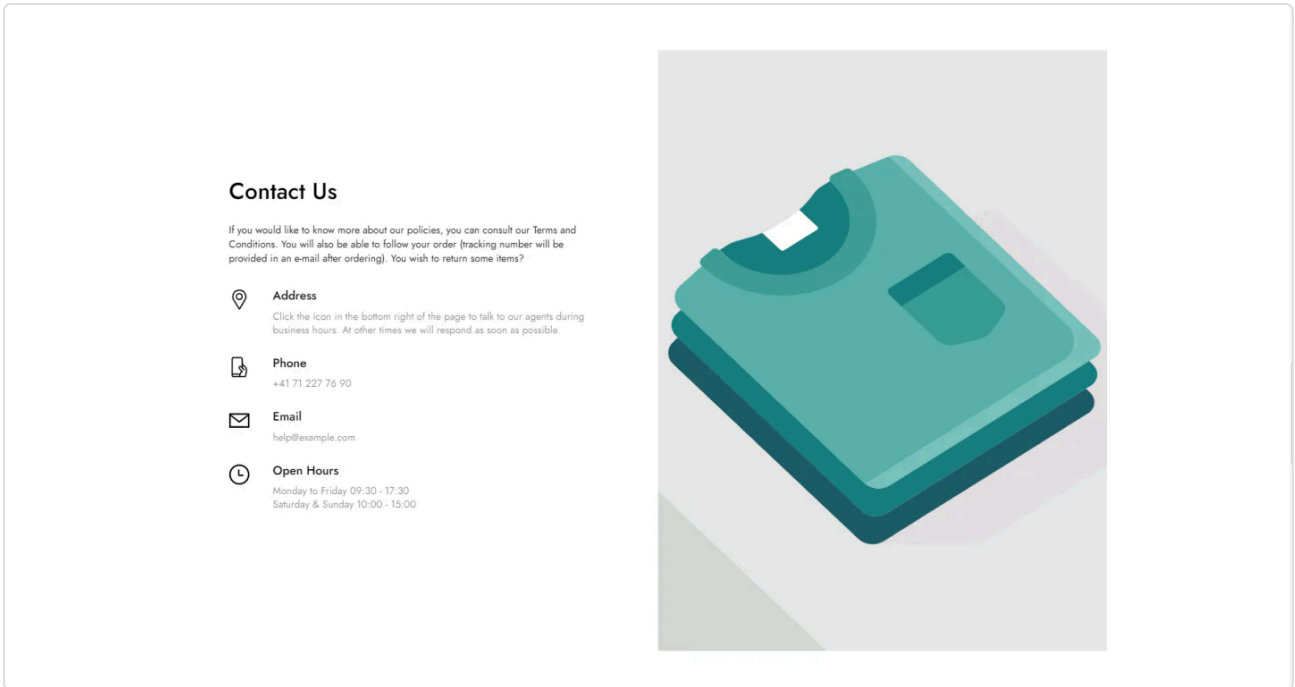 Contact Us
If you would like to know more about our policies, you can consult our Terms and
Conditions. You will also be able to follow your order (tracking number will be
provided in an e-mail after ordering). You wish to return some items?
Address
Click the icon in the bottom right of the page to talk to our agents during
business hours. At other times we will respond as soon as possible.
Phone
+41 71 227 76 90
Email
help@example.com
Open Hours
Monday to Friday 09:30 - 17:30
Saturday & Sunday 10:00 - 15:00